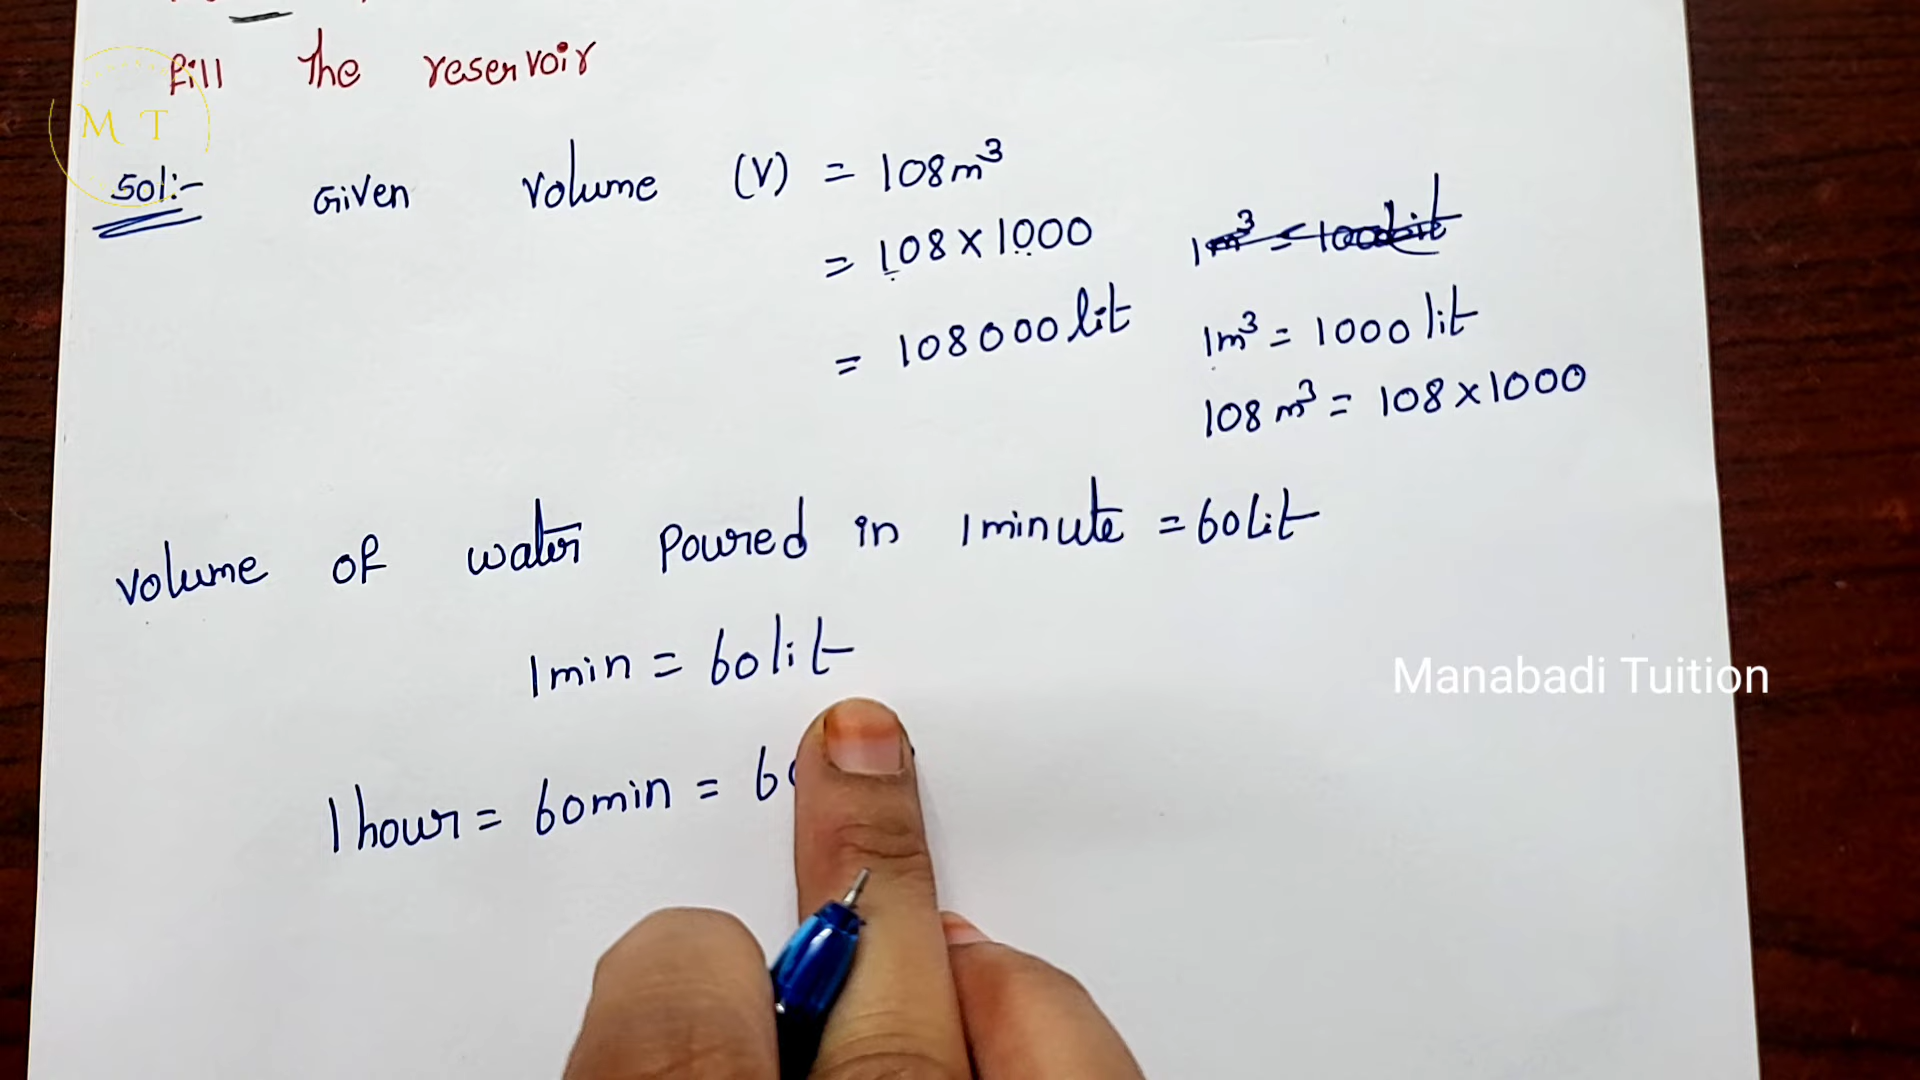 fill the reservoir
M T
Sol:- Given volume (V) = 108m³
= 108 × 1000
= 108000 lit
1m³ = 1000 lit
108 m³ = 108 × 1000
volume of water poured in 1 minute = 60 lit
1 min = 60 lit
Manabadi Tuition
1 hour = 60 min =